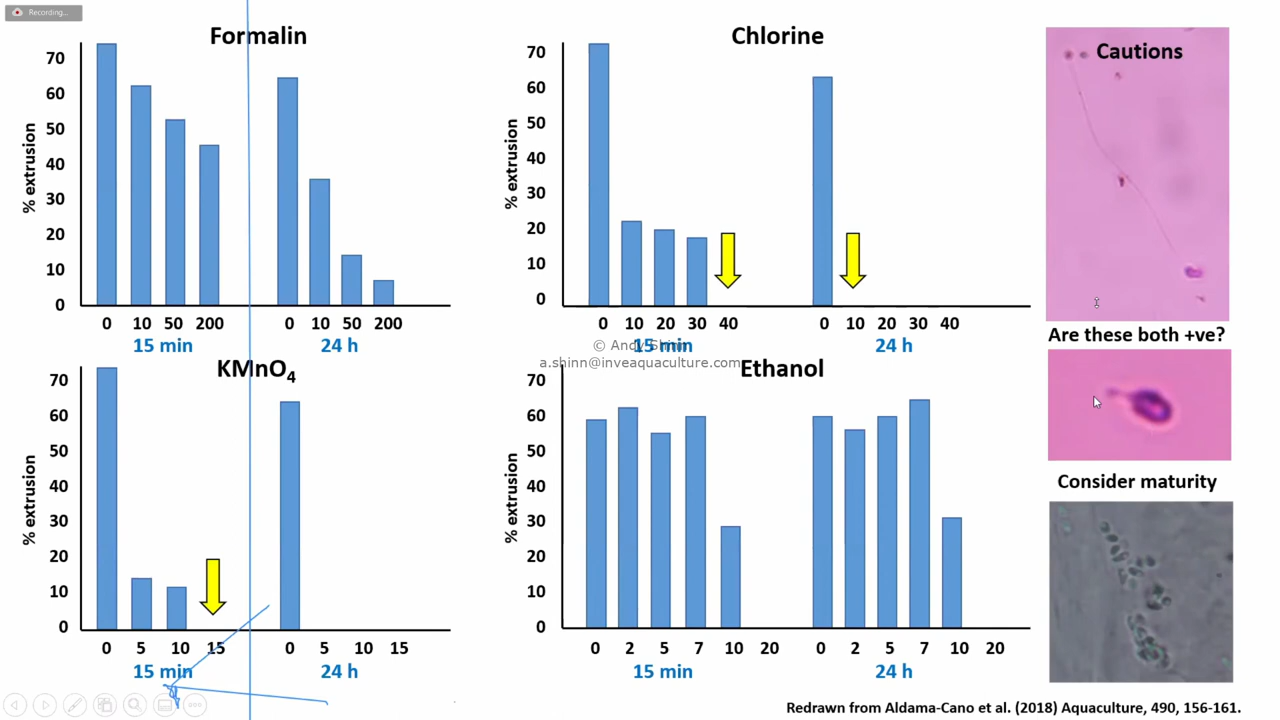 Recording...
Formalin
% extrusion
70
60
50
40
30
20
10
0
0 10 50 200 0 10 50 200
15 min 24 h
Chlorine
% extrusion
70
60
50
40
30
20
10
0
0 10 20 30 40 0 10 20 30 40
15 min 24 h
© Andy Shinn
a.shinn@inveaquaculture.com
KMnO4
% extrusion
70
60
50
40
30
20
10
0
0 5 10 15 0 5 10 15
15 min 24 h
Ethanol
% extrusion
70
60
50
40
30
20
10
0
0 2 5 7 10 20 0 2 5 7 10 20
15 min 24 h
Cautions
Are these both +ve?
Consider maturity
Redrawn from Aldama-Cano et al. (2018) Aquaculture, 490, 156-161.